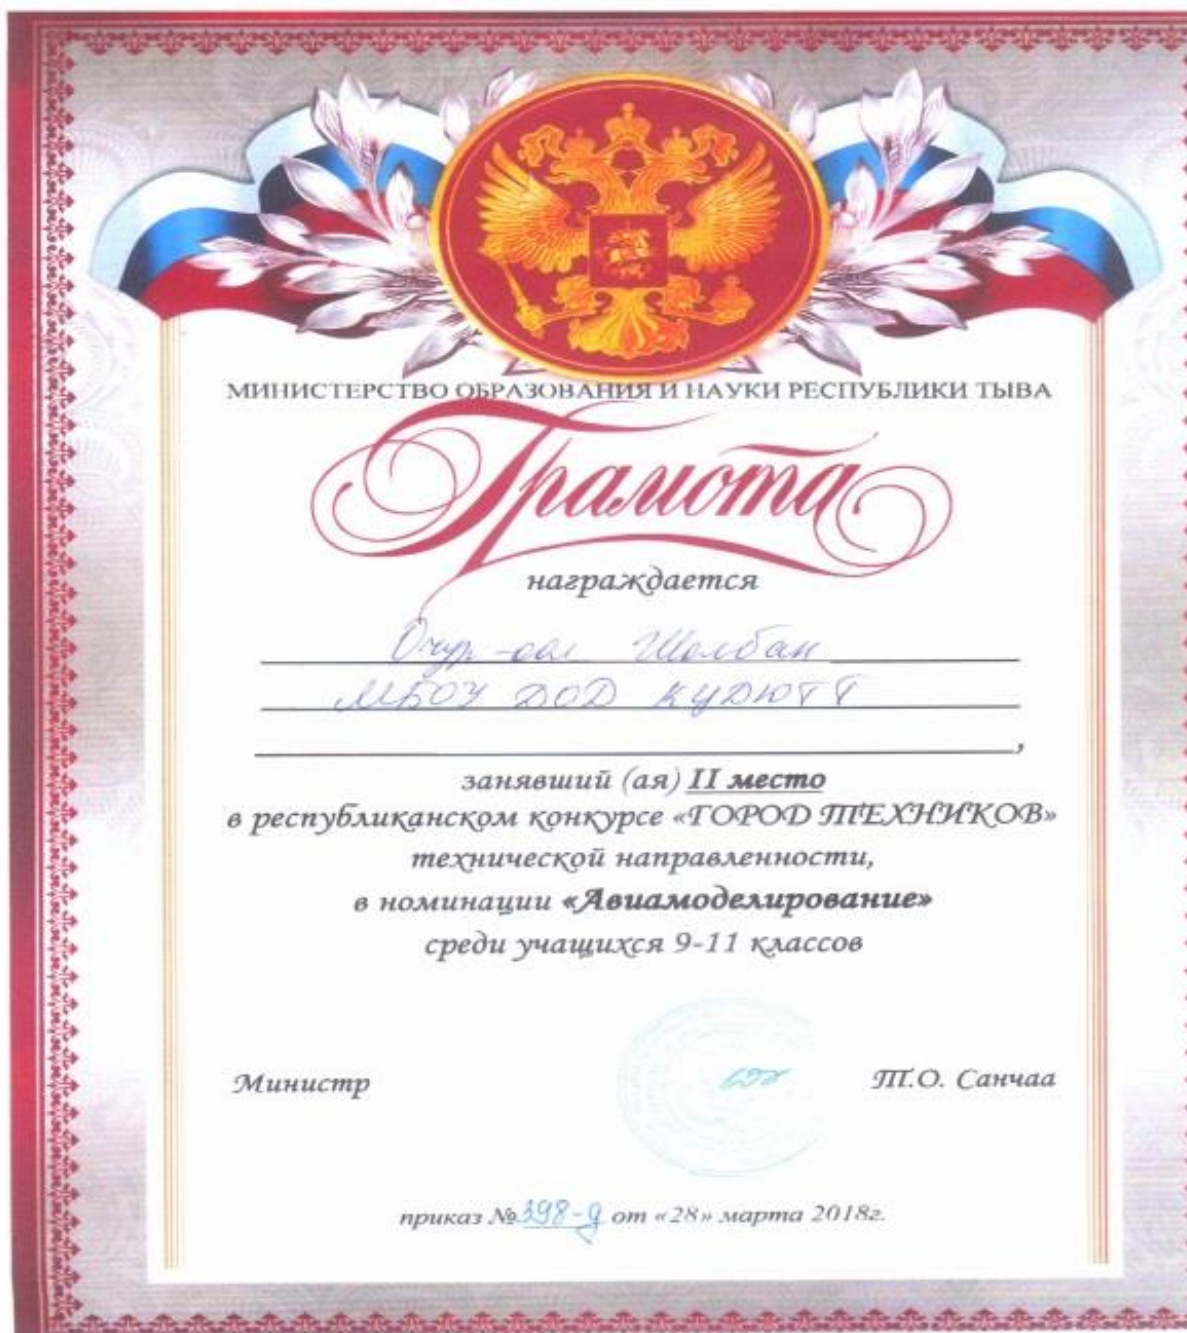 МИНИСТЕРСТВО ОБРАЗОВАНИЯ И НАУКИ РЕСПУБЛИКИ ТЫВА
Грамота
награждается
Очур-оол Шолбан
МБОУ ДОД КЦДЮТТ
,
занявший (ая) II место
в республиканском конкурсе «ГОРОД ТЕХНИКОВ»
технической направленности,
в номинации «Авиамоделирование»
среди учащихся 9-11 классов
Министр Т.О. Санчаа
приказ №398-д от «28» марта 2018г.